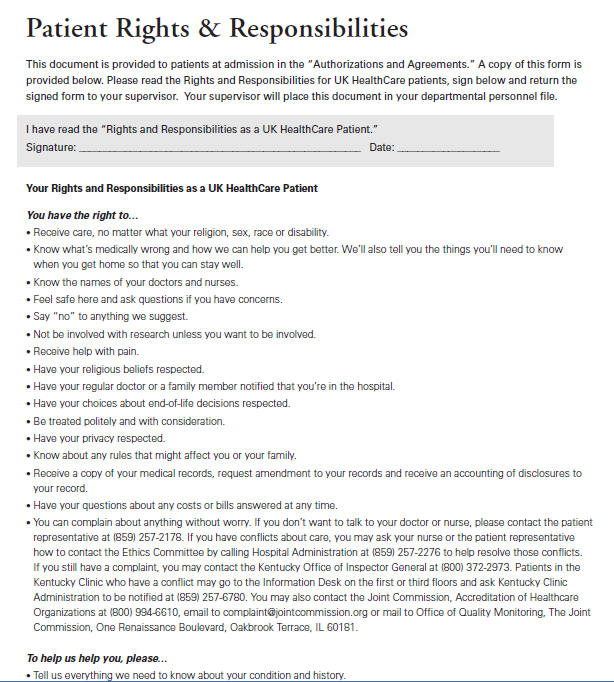 Patient Rights & Responsibilities
This document is provided to patients at admission in the "Authorizations and Agreements." A copy of this form is
provided below. Please read the Rights and Responsibilities for UK HealthCare patients, sign below and return the
signed form to your supervisor.  Your supervisor will place this document in your departmental personnel file.
I have read the "Rights and Responsibilities as a UK HealthCare Patient."
Signature: ______________________________________________ Date: _________________
Your Rights and Responsibilities as a UK HealthCare Patient
You have the right to...
• Receive care, no matter what your religion, sex, race or disability.
• Know what's medically wrong and how we can help you get better. We'll also tell you the things you'll need to know
when you get home so that you can stay well.
• Know the names of your doctors and nurses.
• Feel safe here and ask questions if you have concerns.
• Say "no" to anything we suggest.
• Not be involved with research unless you want to be involved.
• Receive help with pain.
• Have your religious beliefs respected.
• Have your regular doctor or a family member notified that you're in the hospital.
• Have your choices about end-of-life decisions respected.
• Be treated politely and with consideration.
• Have your privacy respected.
• Know about any rules that might affect you or your family.
• Receive a copy of your medical records, request amendment to your records and receive an accounting of disclosures to
your record.
• Have your questions about any costs or bills answered at any time.
• You can complain about anything without worry. If you don't want to talk to your doctor or nurse, please contact the patient
representative at (859) 257-2178. If you have conflicts about care, you may ask your nurse or the patient representative
how to contact the Ethics Committee by calling Hospital Administration at (859) 257-2276 to help resolve those conflicts.
If you still have a complaint, you may contact the Kentucky Office of Inspector General at (800) 372-2973. Patients in the
Kentucky Clinic who have a conflict may go to the Information Desk on the first or third floors and ask Kentucky Clinic
Administration to be notified at (859) 257-6780. You may also contact the Joint Commission, Accreditation of Healthcare
Organizations at (800) 994-6610, email to complaint@jointcommission.org or mail to Office of Quality Monitoring, The Joint
Commission, One Renaissance Boulevard, Oakbrook Terrace, IL 60181.
To help us help you, please...
• Tell us everything we need to know about your condition and history.